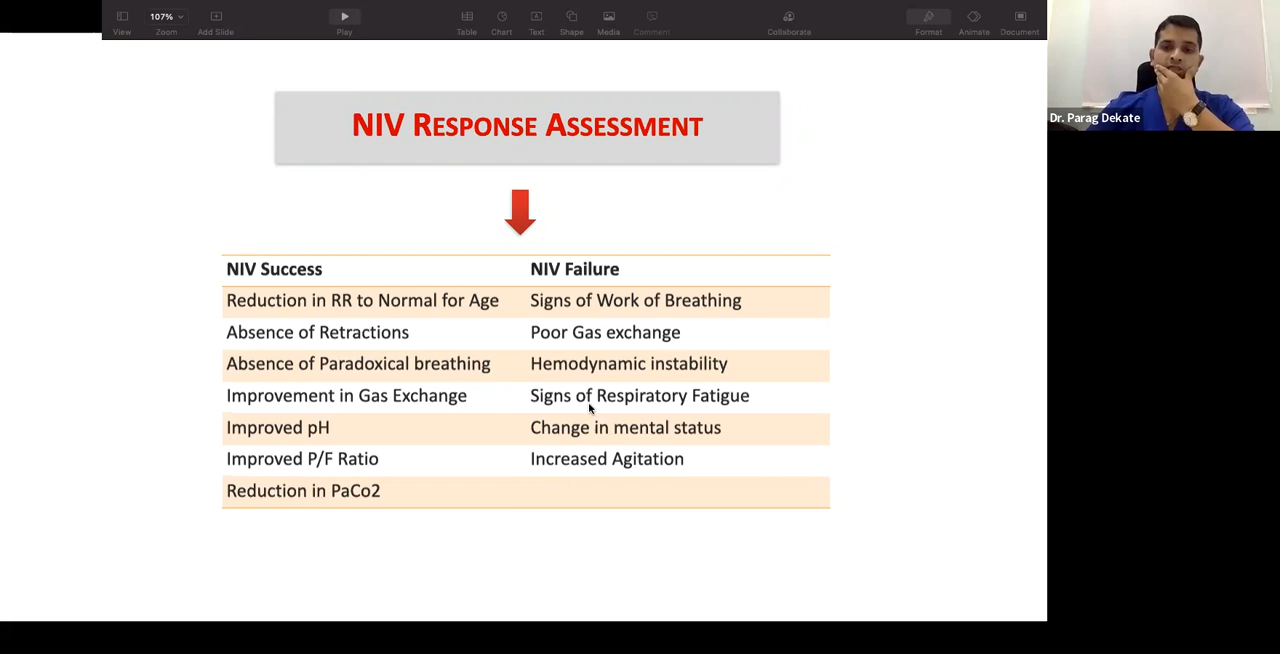 107%
View
Zoom
Add Slide
Play
Table
Chart
Text
Shape
Media
Comment
Collaborate
Format
Animate
Document
Dr. Parag Dekate
NIV RESPONSE ASSESSMENT
NIV Success NIV Failure
Reduction in RR to Normal for Age Signs of Work of Breathing
Absence of Retractions Poor Gas exchange
Absence of Paradoxical breathing Hemodynamic instability
Improvement in Gas Exchange Signs of Respiratory Fatigue
Improved pH Change in mental status
Improved P/F Ratio Increased Agitation
Reduction in PaCo2